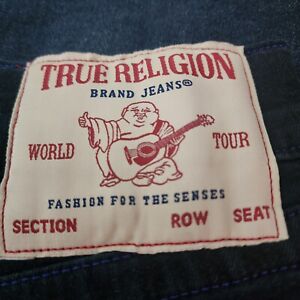 TRUE RELIGION
BRAND JEANS®
WORLD TOUR
FASHION FOR THE SENSES
SECTION ROW SEAT